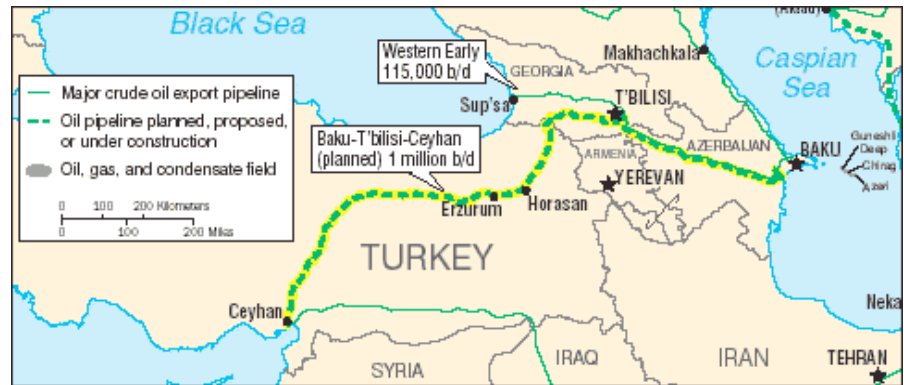 Black Sea
(Aktau)
Western Early
115,000 b/d
Makhachkala
Caspian
Sea
Major crude oil export pipeline
GEORGIA
Sup'sa
T'BILISI
Oil pipeline planned, proposed,
or under construction
Baku-T'bilisi-Ceyhan
(planned) 1 million b/d
AZERBAIJAN
BAKU
Guneshli
Deep
Chirag
Azeri
ARMENIA
YEREVAN
Oil, gas, and condensate field
0 100 200 Kilometers
0 100 200 Miles
Erzurum
Horasan
TURKEY
Ceyhan
Neka
SYRIA
IRAQ
IRAN
TEHRAN